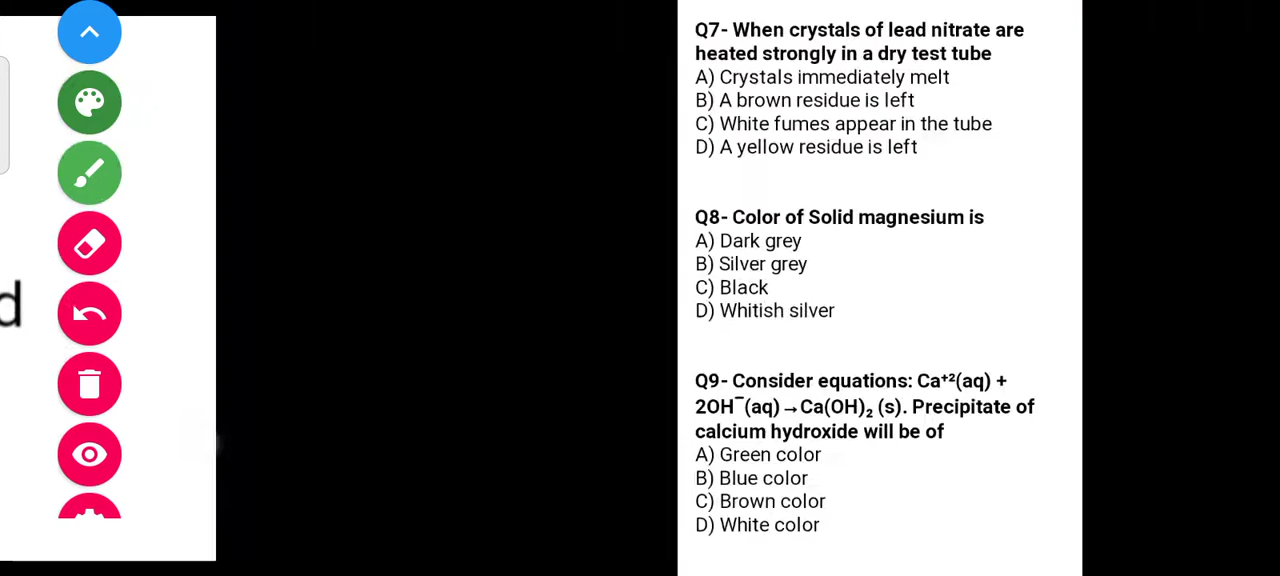 d
Q7- When crystals of lead nitrate are
heated strongly in a dry test tube
A) Crystals immediately melt
B) A brown residue is left
C) White fumes appear in the tube
D) A yellow residue is left
Q8- Color of Solid magnesium is
A) Dark grey
B) Silver grey
C) Black
D) Whitish silver
Q9- Consider equations: Ca⁺²(aq) +
2OH¯(aq)→Ca(OH)₂ (s). Precipitate of
calcium hydroxide will be of
A) Green color
B) Blue color
C) Brown color
D) White color